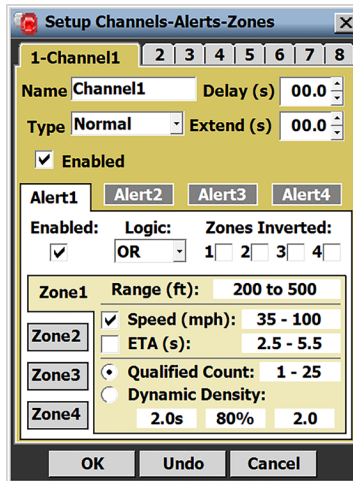 Setup Channels-Alerts-Zones
1-Channel1 2 3 4 5 6 7 8
Name Channel1 Delay (s) 00.0
Type Normal Extend (s) 00.0
Enabled
Alert1 Alert2 Alert3 Alert4
Enabled: Logic: Zones Inverted:
OR 1 2 3 4
Zone1 Range (ft): 200 to 500
Speed (mph): 35 - 100
Zone2 ETA (s): 2.5 - 5.5
Zone3 Qualified Count: 1 - 25
Dynamic Density:
Zone4 2.0s 80% 2.0
OK Undo Cancel